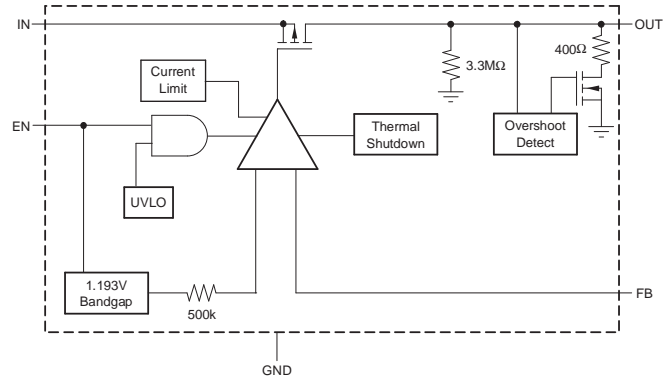 IN
OUT
400Ω
3.3MΩ
Current
Limit
EN
Thermal
Shutdown
Overshoot
Detect
UVLO
1.193V
Bandgap
500k
FB
GND